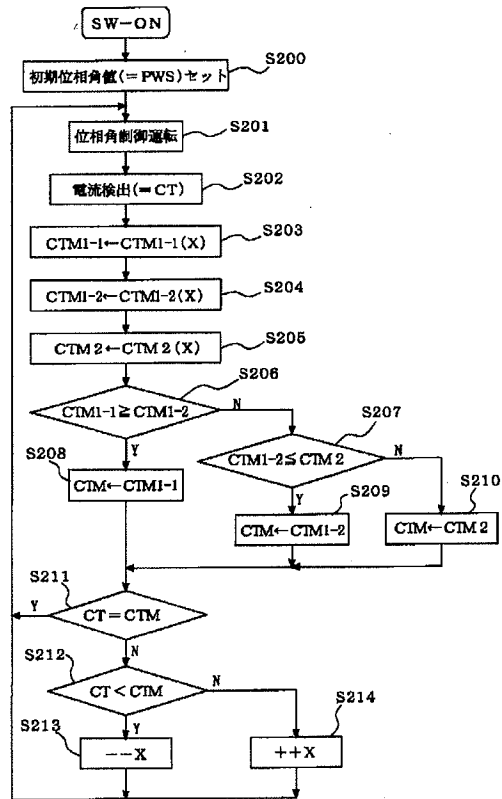 SW-ON
S200
初期位相角値(=PWS)セット
S201
位相角制御運転
S202
電流検出(=CT)
S203
CTM1-1←CTM1-1(X)
S204
CTM1-2←CTM1-2(X)
S205
CTM2←CTM2(X)
S206
CTM1-1≧CTM1-2
N
Y
S207
CTM1-2≦CTM2
N
Y
S208
CTM←CTM1-1
S209
CTM←CTM1-2
S210
CTM←CTM2
S211
CT=CTM
Y
N
S212
CT<CTM
N
Y
S213
--X
S214
++X